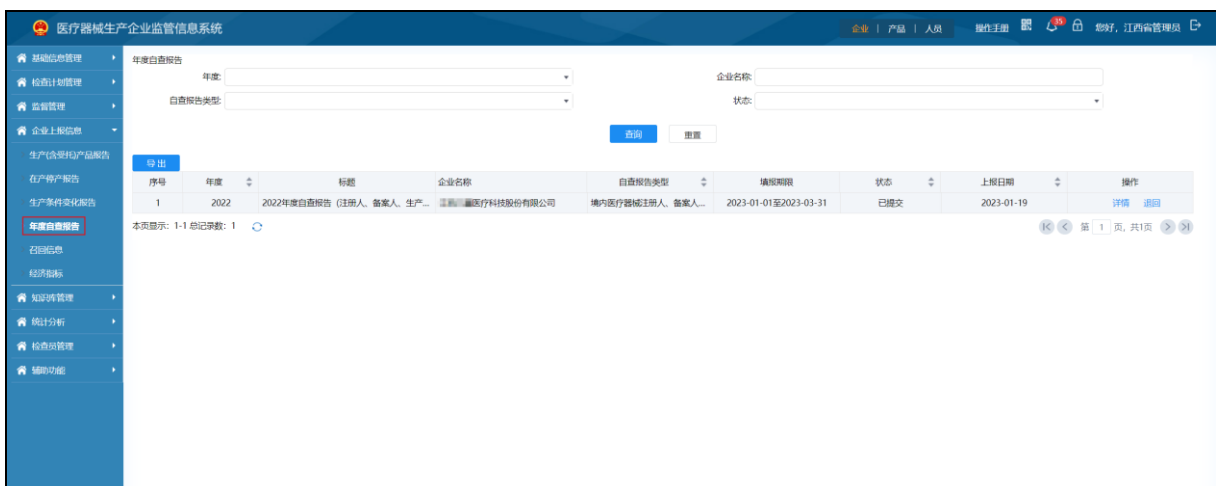 医疗器械生产企业监管信息系统 企业 | 产品 | 人员 操作手册 35 您好，江西省管理员
基础信息管理
检查计划管理
监督管理
企业上报信息
生产(含受托)产品报告
在产停产报告
生产条件变化报告
年度自查报告
召回信息
经济指标
知识库管理
统计分析
检查员管理
辅助功能
年度自查报告
年度: 企业名称:
自查报告类型: 状态:
查询 重置
导出
序号 年度 标题 企业名称 自查报告类型 填报期限 状态 上报日期 操作
1 2022 2022年度自查报告（注册人、备案人、生产... 医疗科技股份有限公司 境内医疗器械注册人、备案人... 2023-01-01至2023-03-31 已提交 2023-01-19 详情 退回
本页显示: 1-1 总记录数: 1 第 1 页, 共1页